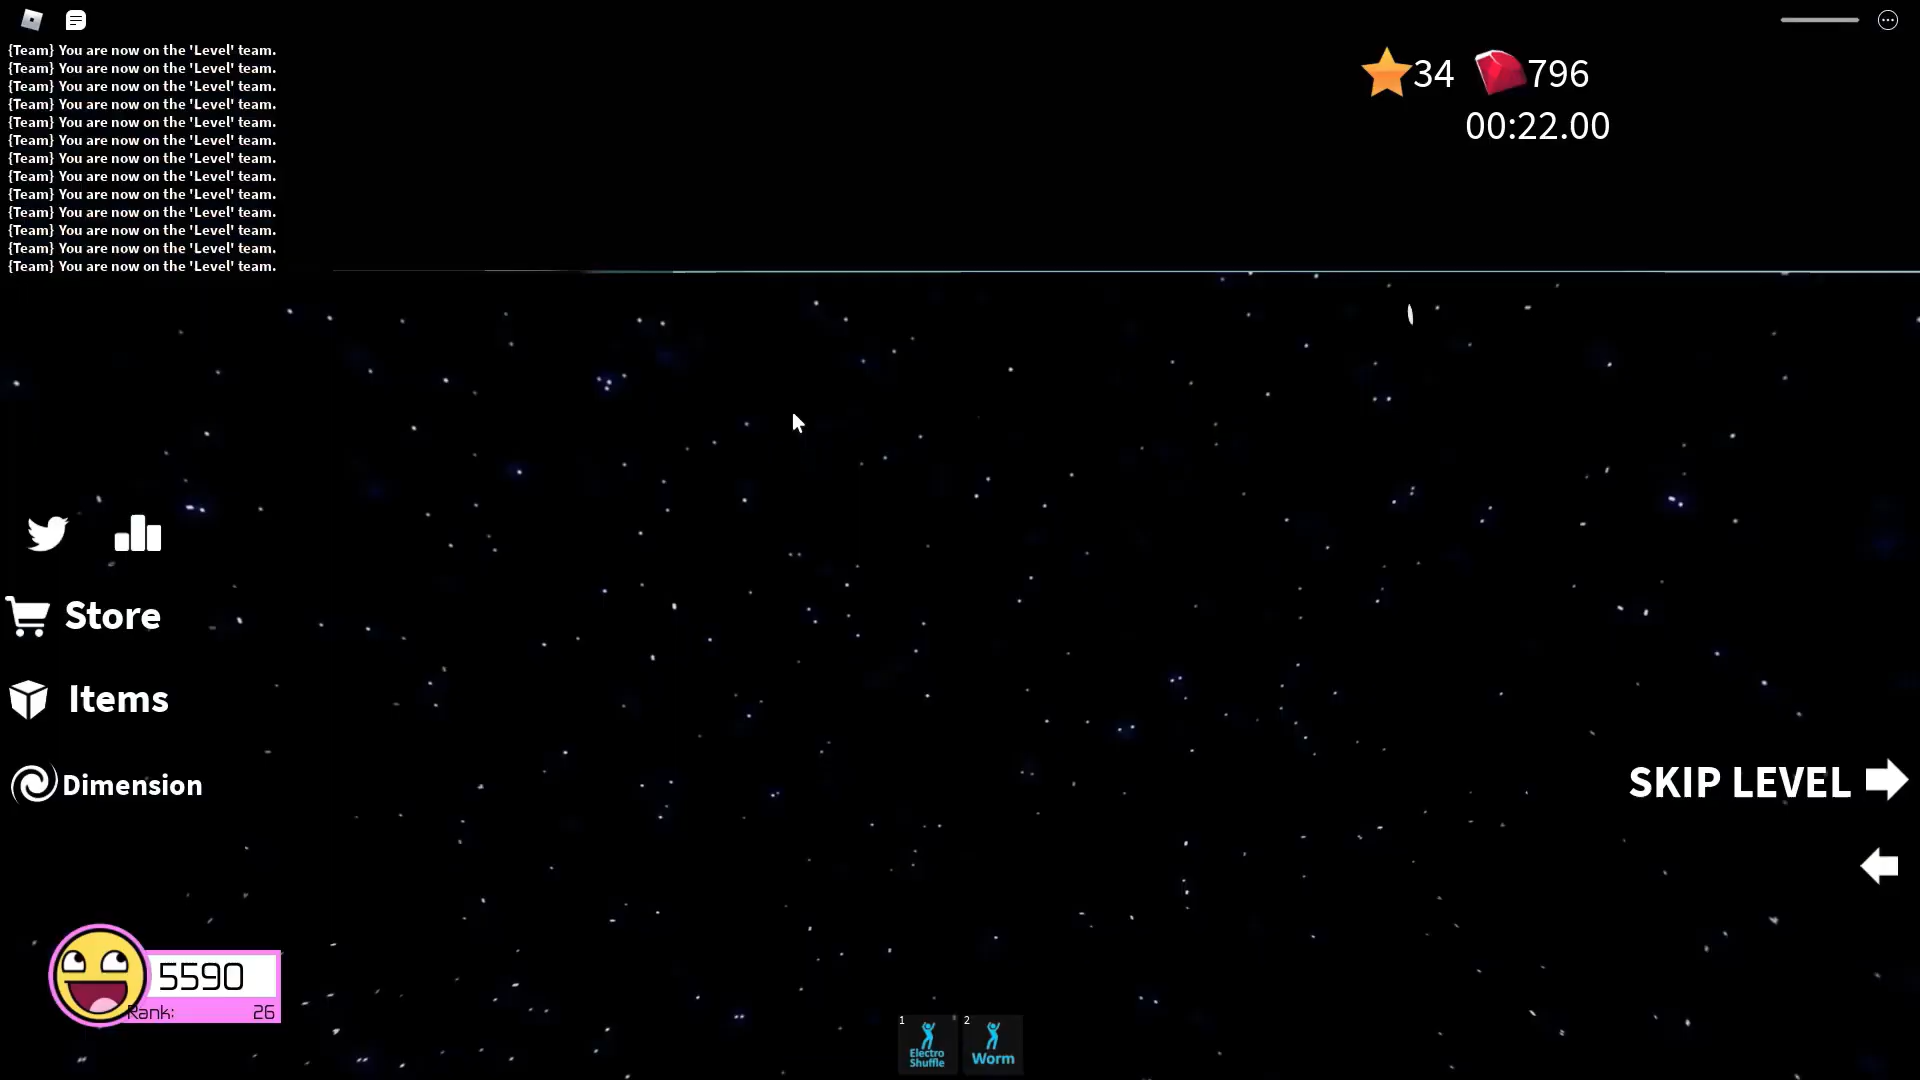 {Team} You are now on the 'Level' team.
{Team} You are now on the 'Level' team.
{Team} You are now on the 'Level' team.
{Team} You are now on the 'Level' team.
{Team} You are now on the 'Level' team.
{Team} You are now on the 'Level' team.
{Team} You are now on the 'Level' team.
{Team} You are now on the 'Level' team.
{Team} You are now on the 'Level' team.
{Team} You are now on the 'Level' team.
{Team} You are now on the 'Level' team.
{Team} You are now on the 'Level' team.
{Team} You are now on the 'Level' team.
34 796
00:22.00
Store
Items
Dimension
SKIP LEVEL
5590
Rank: 26
1
Electro
Shuffle
2
Worm